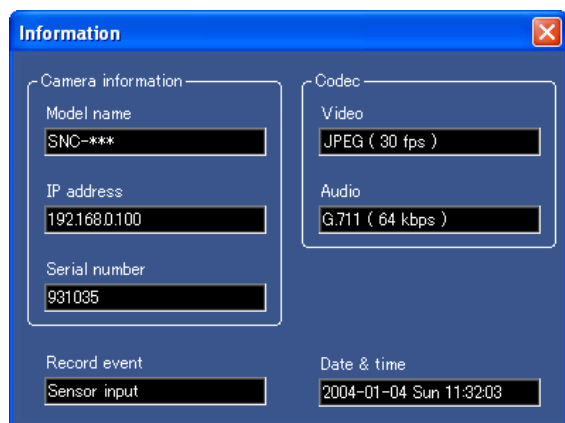 Information
Camera information
Model name
SNC-***
IP address
192.168.0.100
Serial number
931035
Codec
Video
JPEG ( 30 fps )
Audio
G.711 ( 64 kbps )
Record event
Sensor input
Date & time
2004-01-04 Sun 11:32:03